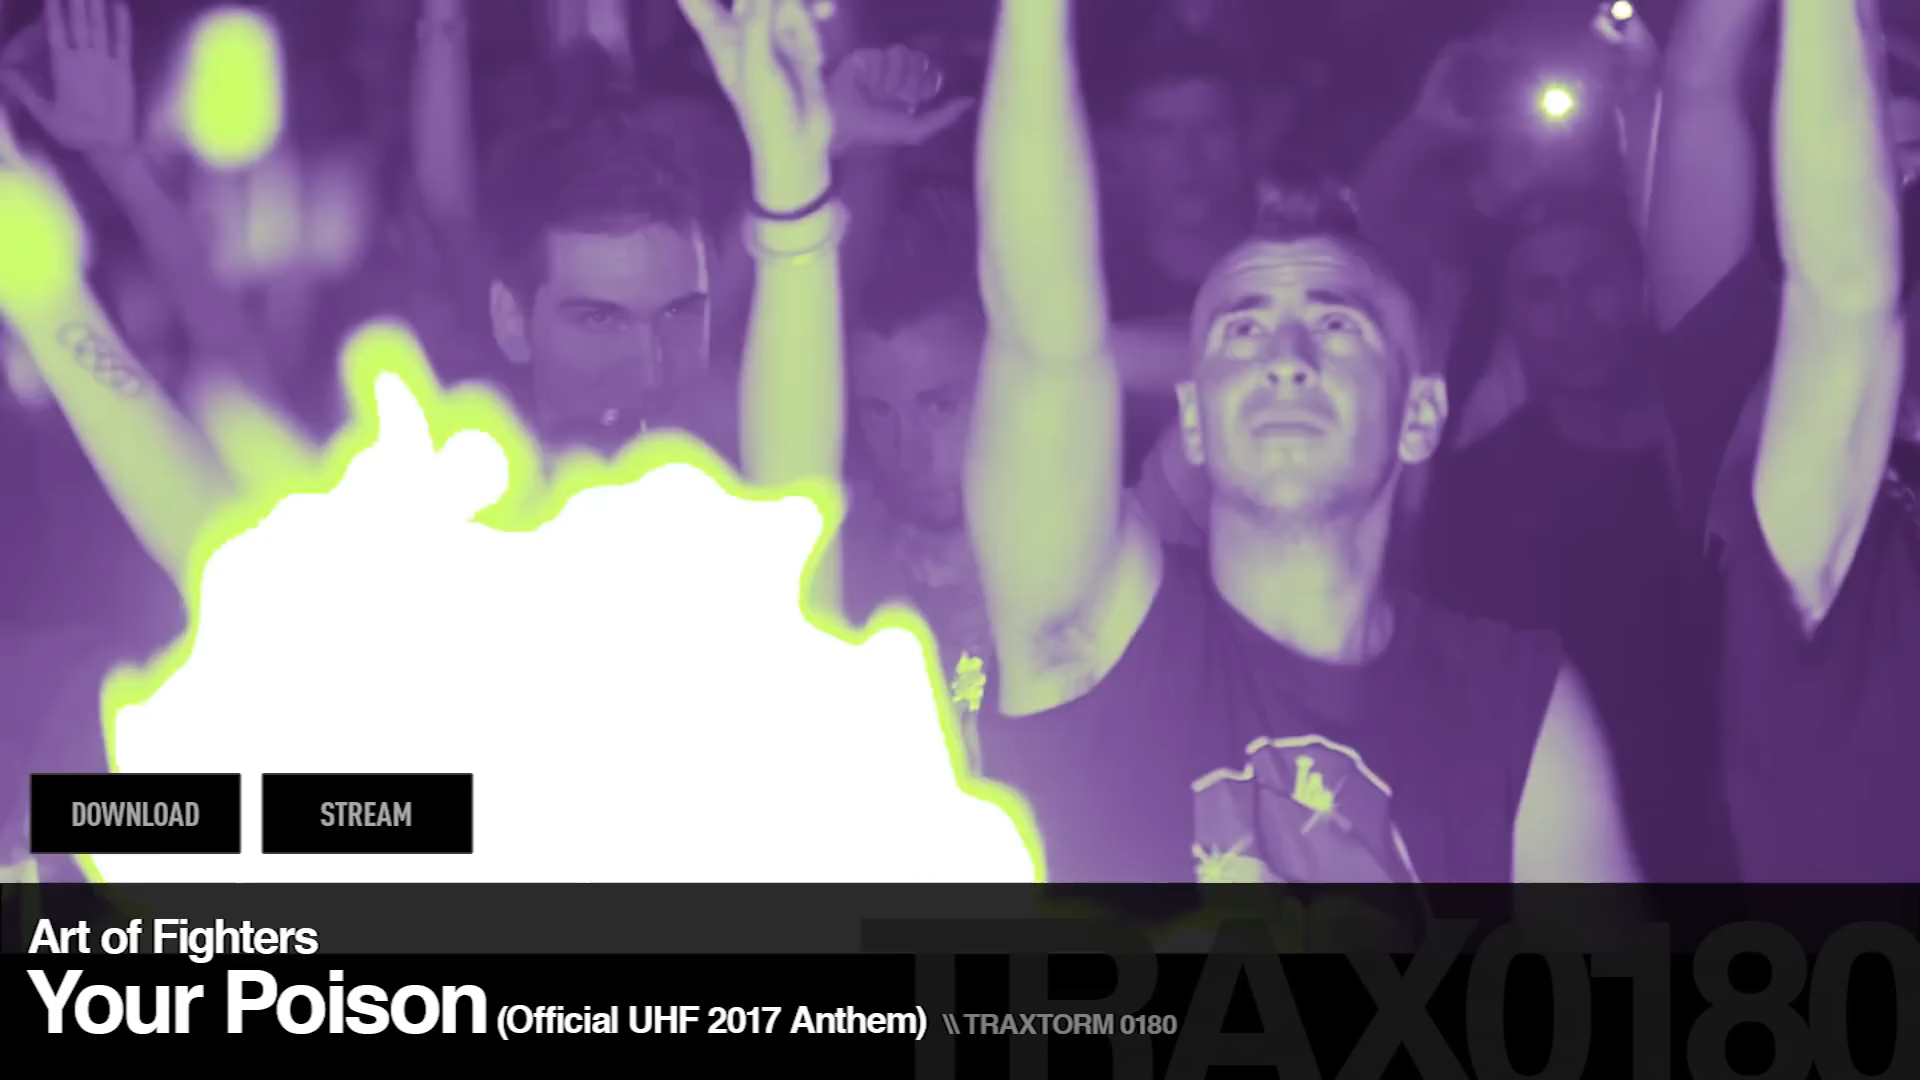 DOWNLOAD
STREAM
Art of Fighters
Your Poison (Official UHF 2017 Anthem) \\ TRAXTORM 0180
TRAX0180